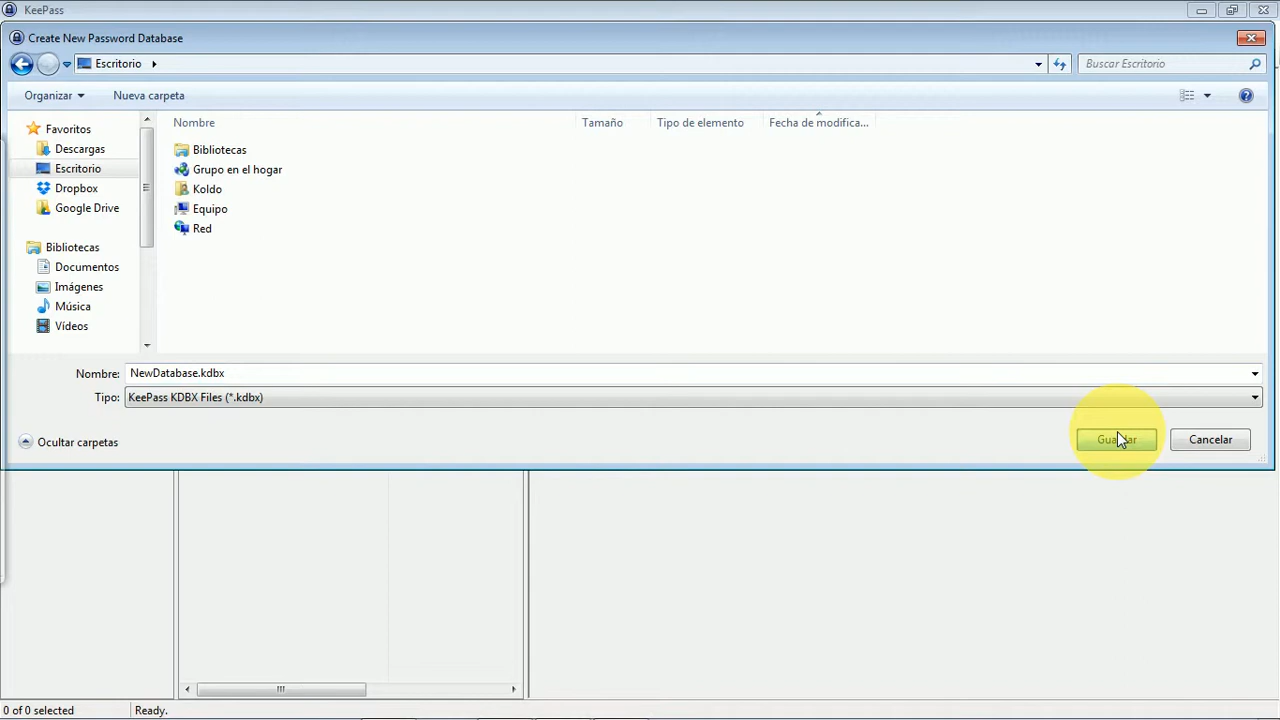 KeePass
Create New Password Database
Escritorio
Buscar Escritorio
Organizar
Nueva carpeta
Favoritos
Descargas
Escritorio
Dropbox
Google Drive
Bibliotecas
Documentos
Imágenes
Música
Vídeos
Nombre
Tamaño
Tipo de elemento
Fecha de modifica...
Bibliotecas
Grupo en el hogar
Koldo
Equipo
Red
Nombre: NewDatabase.kdbx
Tipo: KeePass KDBX Files (*.kdbx)
Ocultar carpetas
Guardar
Cancelar
0 of 0 selected
Ready.